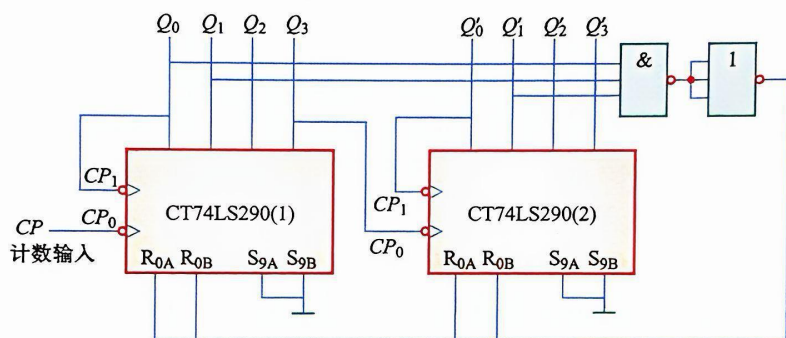 Q0 Q1 Q2 Q3 Q′0 Q′1 Q′2 Q′3
& 1
CP1 CT74LS290(1) CP1 CT74LS290(2)
CP CP0 CP0
计数输入
R0A R0B S9A S9B R0A R0B S9A S9B